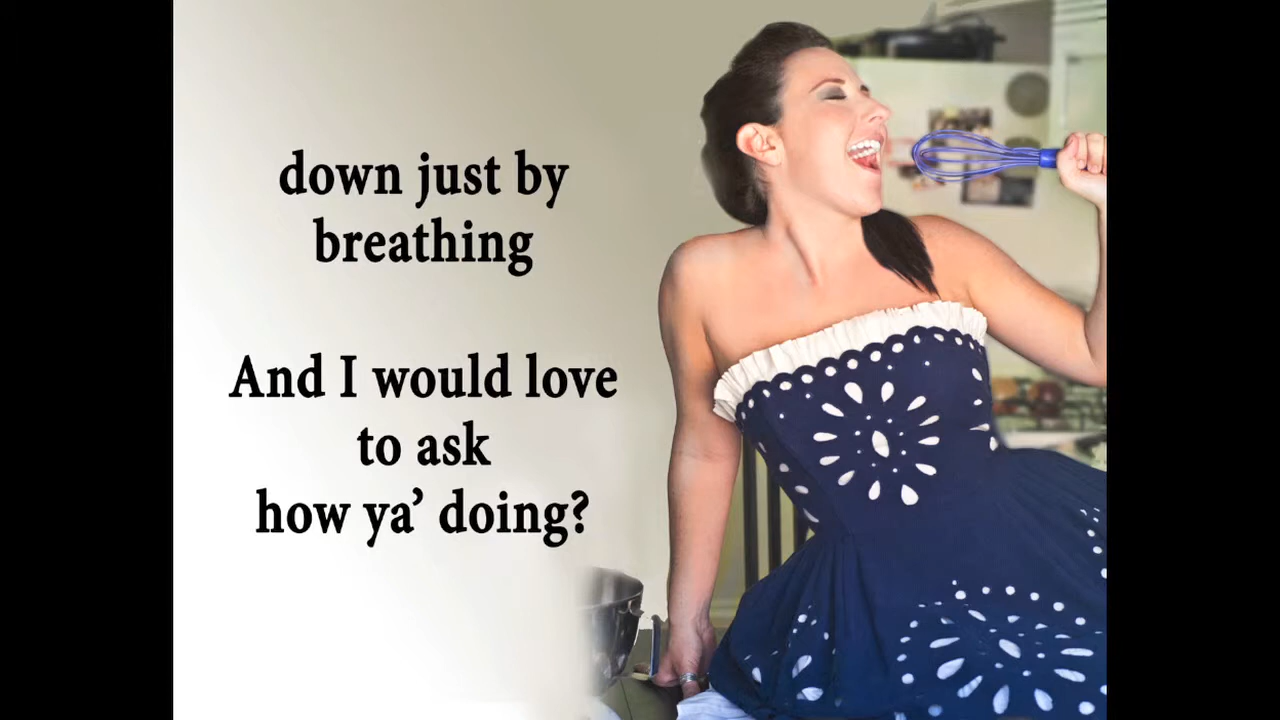 down just by
breathing
And I would love
to ask
how ya’ doing?